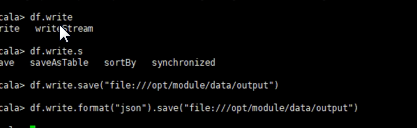 cala> df.write
rite writeStream
cala> df.write.s
ave saveAsTable sortBy synchronized
cala> df.write.save("file:///opt/module/data/output")
cala> df.write.format("json").save("file:///opt/module/data/output")
cala>